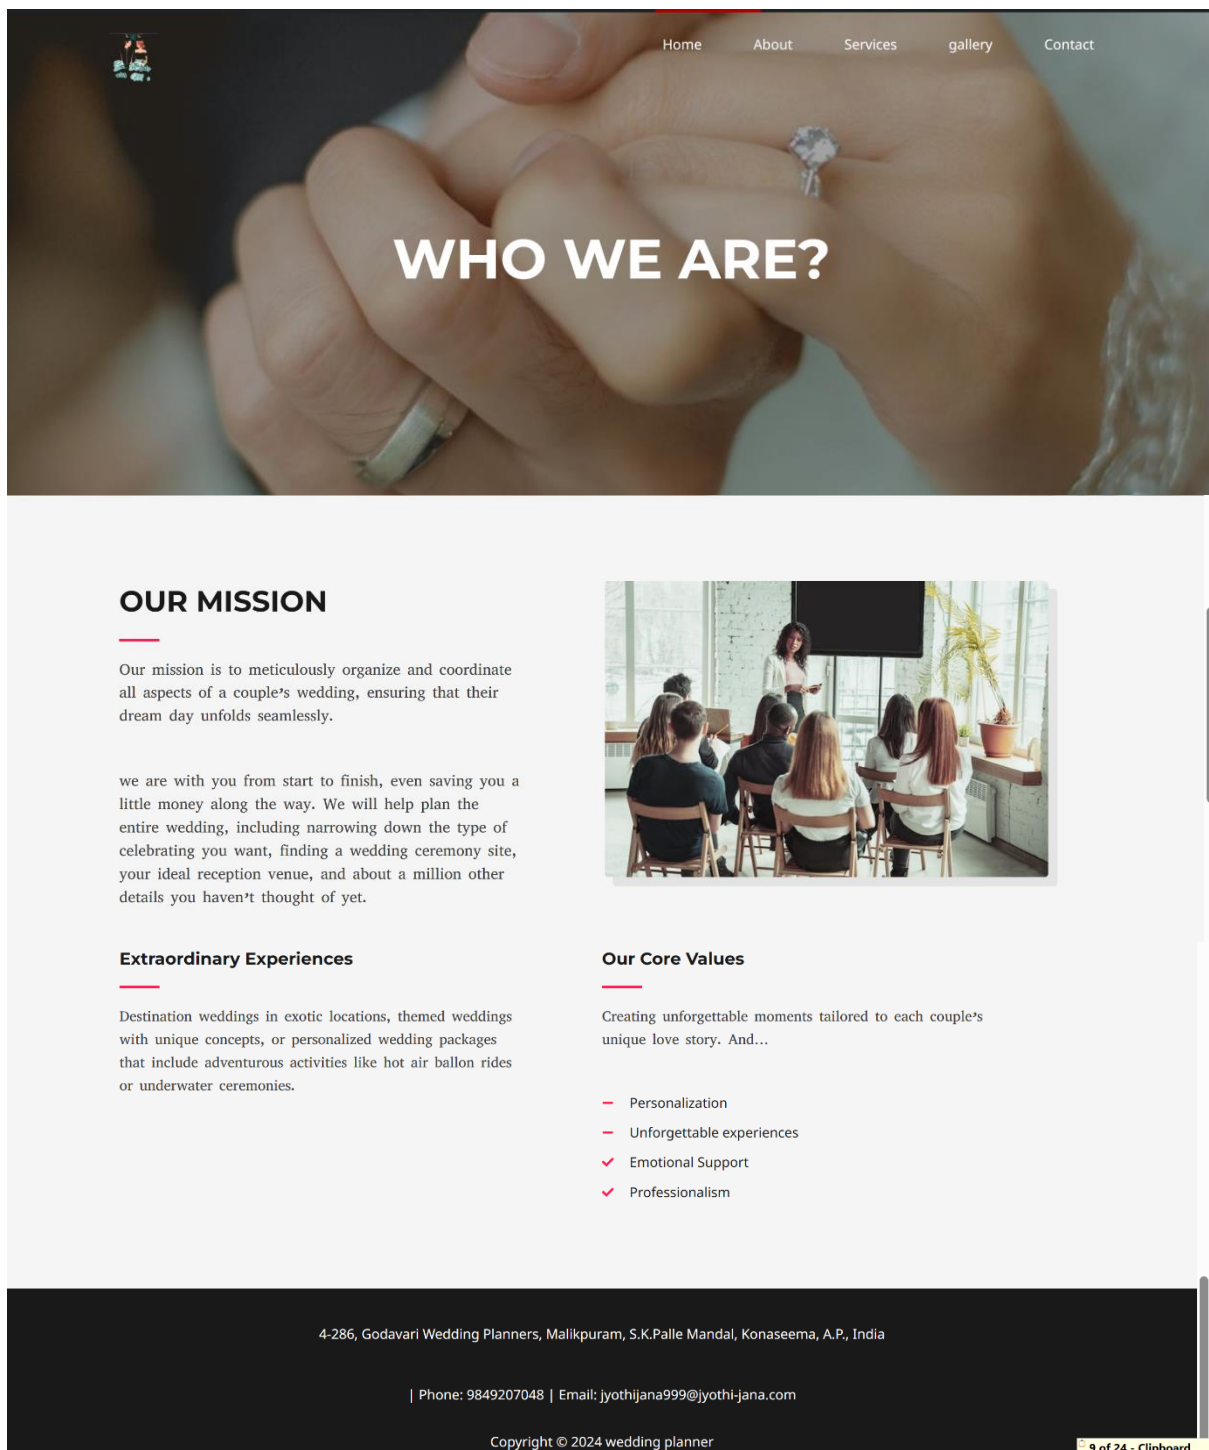 Home About Services gallery Contact
WHO WE ARE?
OUR MISSION
Our mission is to meticulously organize and coordinate
all aspects of a couple's wedding, ensuring that their
dream day unfolds seamlessly.
we are with you from start to finish, even saving you a
little money along the way. We will help plan the
entire wedding, including narrowing down the type of
celebrating you want, finding a wedding ceremony site,
your ideal reception venue, and about a million other
details you haven't thought of yet.
Extraordinary Experiences
Destination weddings in exotic locations, themed weddings
with unique concepts, or personalized wedding packages
that include adventurous activities like hot air ballon rides
or underwater ceremonies.
Our Core Values
Creating unforgettable moments tailored to each couple's
unique love story. And...
Personalization
Unforgettable experiences
Emotional Support
Professionalism
4-286, Godavari Wedding Planners, Malikpuram, S.K.Palle Mandal, Konaseema, A.P., India
| Phone: 9849207048 | Email: jyothijana999@jyothi-jana.com
Copyright © 2024 wedding planner
9 of 24 - Clipboard